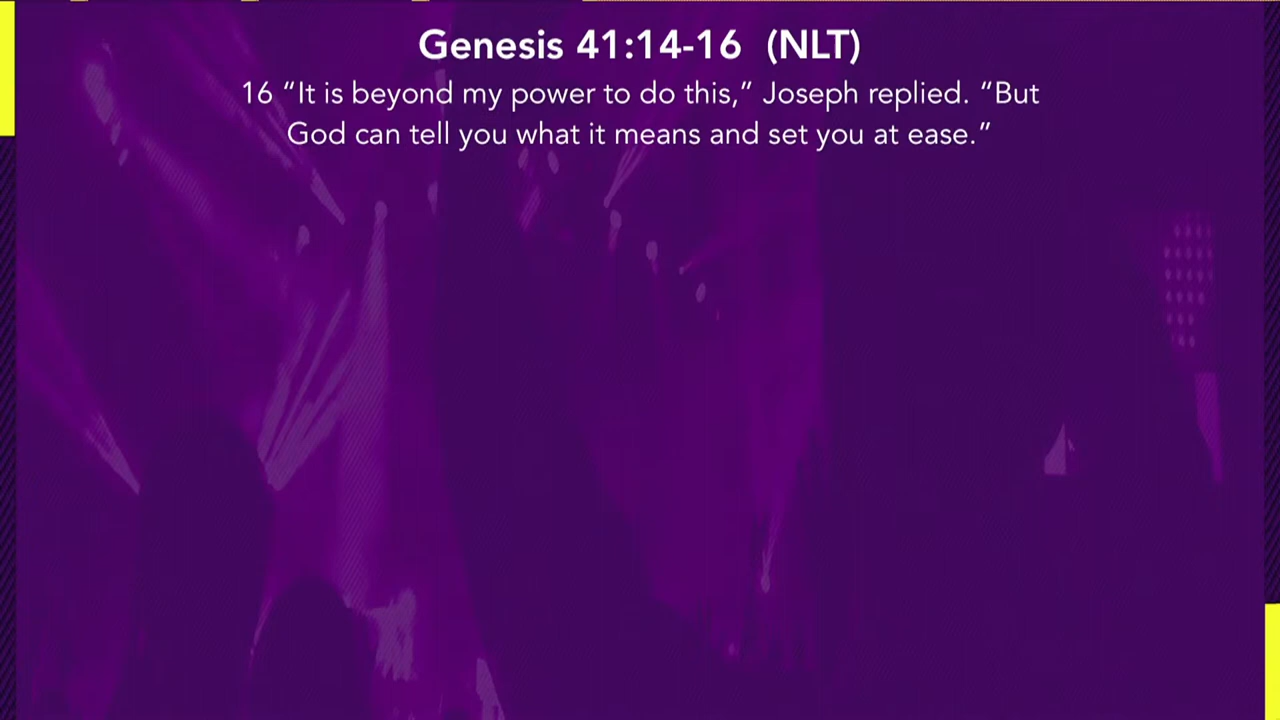 Genesis 41:14-16 (NLT)
16 “It is beyond my power to do this,” Joseph replied. “But
God can tell you what it means and set you at ease.”